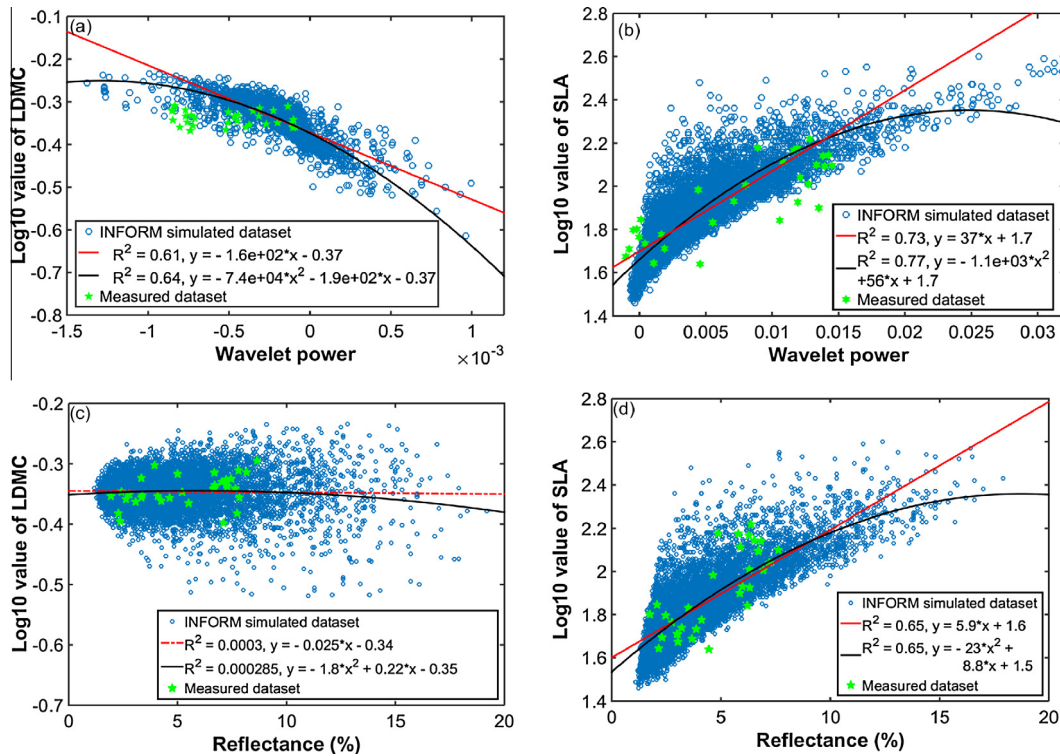 (a)
-0.1
-0.2
-0.3
-0.4
-0.5
-0.6
-0.7
-0.8
Log10 value of LDMC
INFORM simulated dataset
R² = 0.61, y = - 1.6e+02*x - 0.37
R² = 0.64, y = - 7.4e+04*x² - 1.9e+02*x - 0.37
Measured dataset
-1.5 -1 -0.5 0 0.5 1
Wavelet power
×10⁻³
(b)
2.8
2.6
2.4
2.2
2.0
1.8
1.6
1.4
Log10 value of SLA
INFORM simulated dataset
R² = 0.73, y = 37*x + 1.7
R² = 0.77, y = - 1.1e+03*x²
+56*x + 1.7
Measured dataset
0 0.005 0.01 0.015 0.02 0.025 0.03
Wavelet power
(c)
-0.2
-0.3
-0.4
-0.5
-0.6
-0.7
Log10 value of LDMC
INFORM simulated dataset
R² = 0.0003, y = - 0.025*x - 0.34
R² = 0.000285, y = - 1.8*x² + 0.22*x - 0.35
Measured dataset
0 5 10 15 20
Reflectance (%)
(d)
2.8
2.6
2.4
2.2
2
1.8
1.6
1.4
Log10 value of SLA
INFORM simulated dataset
R² = 0.65, y = 5.9*x + 1.6
R² = 0.65, y = - 23*x² +
8.8*x + 1.5
Measured dataset
0 5 10 15 20
Reflectance (%)